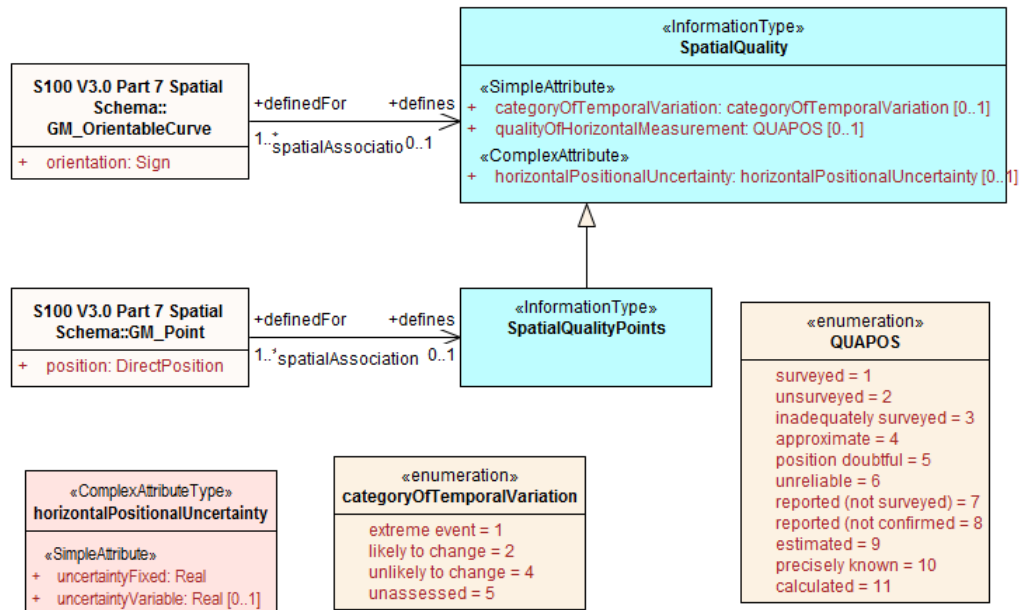 «InformationType»
SpatialQuality
«SimpleAttribute»
+ categoryOfTemporalVariation: categoryOfTemporalVariation [0..1]
+ qualityOfHorizontalMeasurement: QUAPOS [0..1]
«ComplexAttribute»
+ horizontalPositionalUncertainty: horizontalPositionalUncertainty [0..1]
S100 V3.0 Part 7 Spatial
Schema::
GM_OrientableCurve
+ orientation: Sign
+definedFor +defines
1..* spatialAssociatio 0..1
S100 V3.0 Part 7 Spatial
Schema::GM_Point
+ position: DirectPosition
+definedFor +defines
1..* spatialAssociation 0..1
«InformationType»
SpatialQualityPoints
«enumeration»
QUAPOS
surveyed = 1
unsurveyed = 2
inadequately surveyed = 3
approximate = 4
position doubtful = 5
unreliable = 6
reported (not surveyed) = 7
reported (not confirmed = 8
estimated = 9
precisely known = 10
calculated = 11
«ComplexAttributeType»
horizontalPositionalUncertainty
«SimpleAttribute»
+ uncertaintyFixed: Real
+ uncertaintyVariable: Real [0..1]
«enumeration»
categoryOfTemporalVariation
extreme event = 1
likely to change = 2
unlikely to change = 4
unassessed = 5